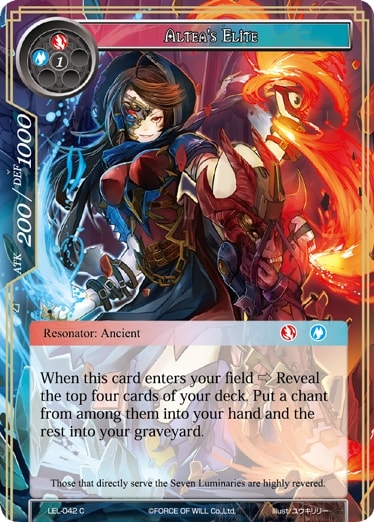 Altea's Elite
1
ATK 200 / DEF 1000
Resonator: Ancient
When this card enters your field ⇨ Reveal
the top four cards of your deck. Put a chant
from among them into your hand and the
rest into your graveyard.
Those that directly serve the Seven Luminaries are highly revered.
LEL-042 C ©FORCE OF WILL Co.,Ltd. Illust/ユウキリリー